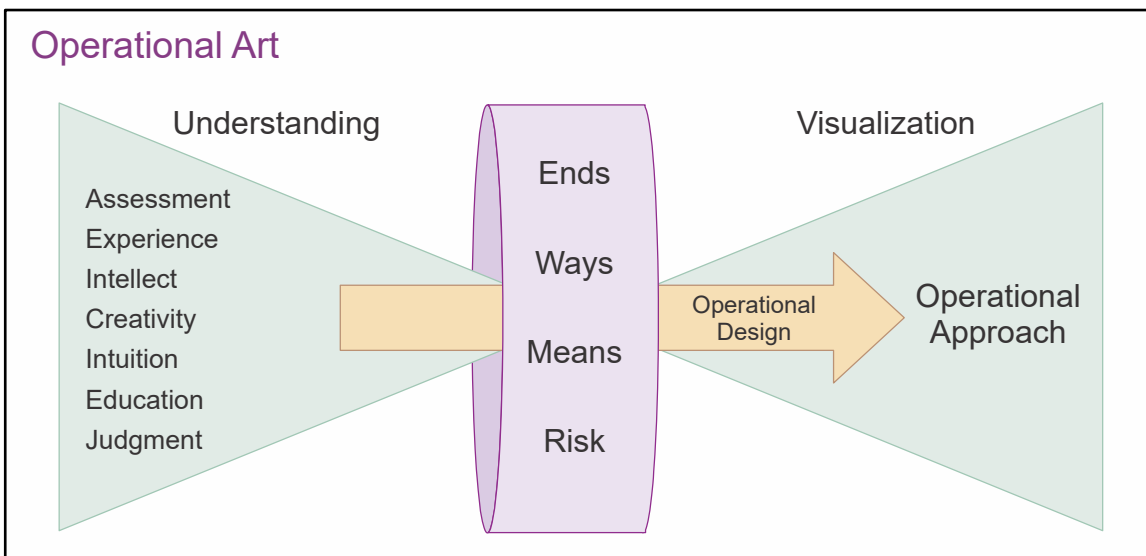 Operational Art
Understanding
Assessment
Experience
Intellect
Creativity
Intuition
Education
Judgment
Ends
Ways
Means
Risk
Visualization
Operational
Design
Operational
Approach